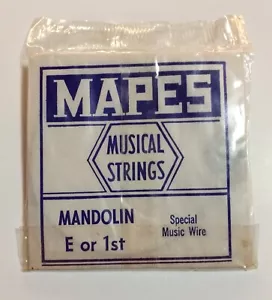 MAPES
MUSICAL
STRINGS
MANDOLIN
E or 1st
Special
Music Wire